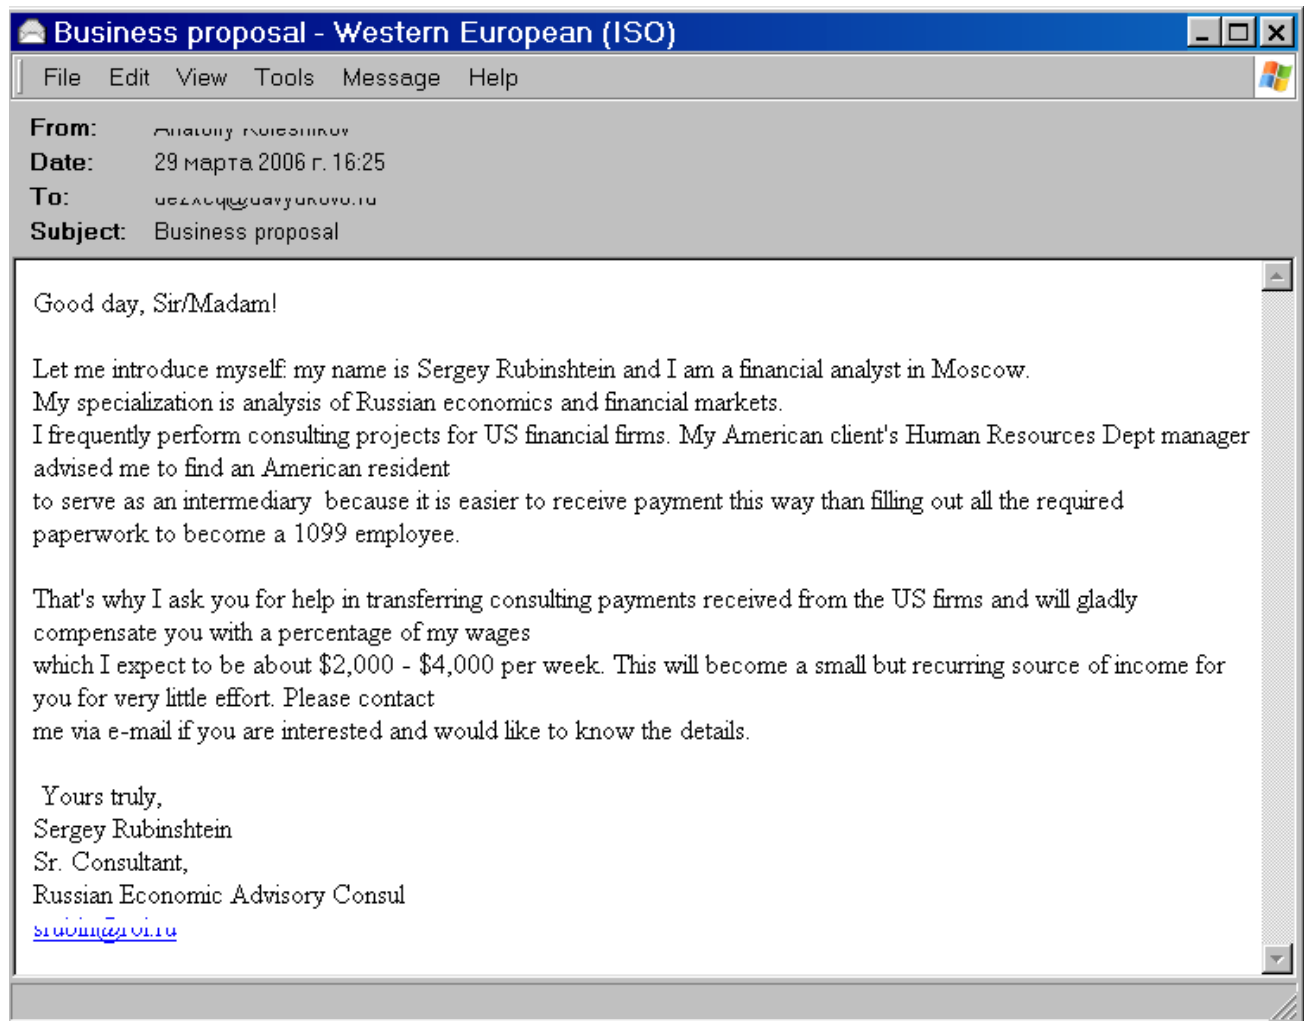 Business proposal - Western European (ISO)
File Edit View Tools Message Help
From:
Date: 29 марта 2006 г. 16:25
To:
Subject: Business proposal
Good day, Sir/Madam!
Let me introduce myself: my name is Sergey Rubinshtein and I am a financial analyst in Moscow.
My specialization is analysis of Russian economics and financial markets.
I frequently perform consulting projects for US financial firms. My American client's Human Resources Dept manager
advised me to find an American resident
to serve as an intermediary  because it is easier to receive payment this way than filling out all the required
paperwork to become a 1099 employee.
That's why I ask you for help in transferring consulting payments received from the US firms and will gladly
compensate you with a percentage of my wages
which I expect to be about $2,000 - $4,000 per week. This will become a small but recurring source of income for
you for very little effort. Please contact
me via e-mail if you are interested and would like to know the details.
Yours truly,
Sergey Rubinshtein
Sr. Consultant,
Russian Economic Advisory Consul